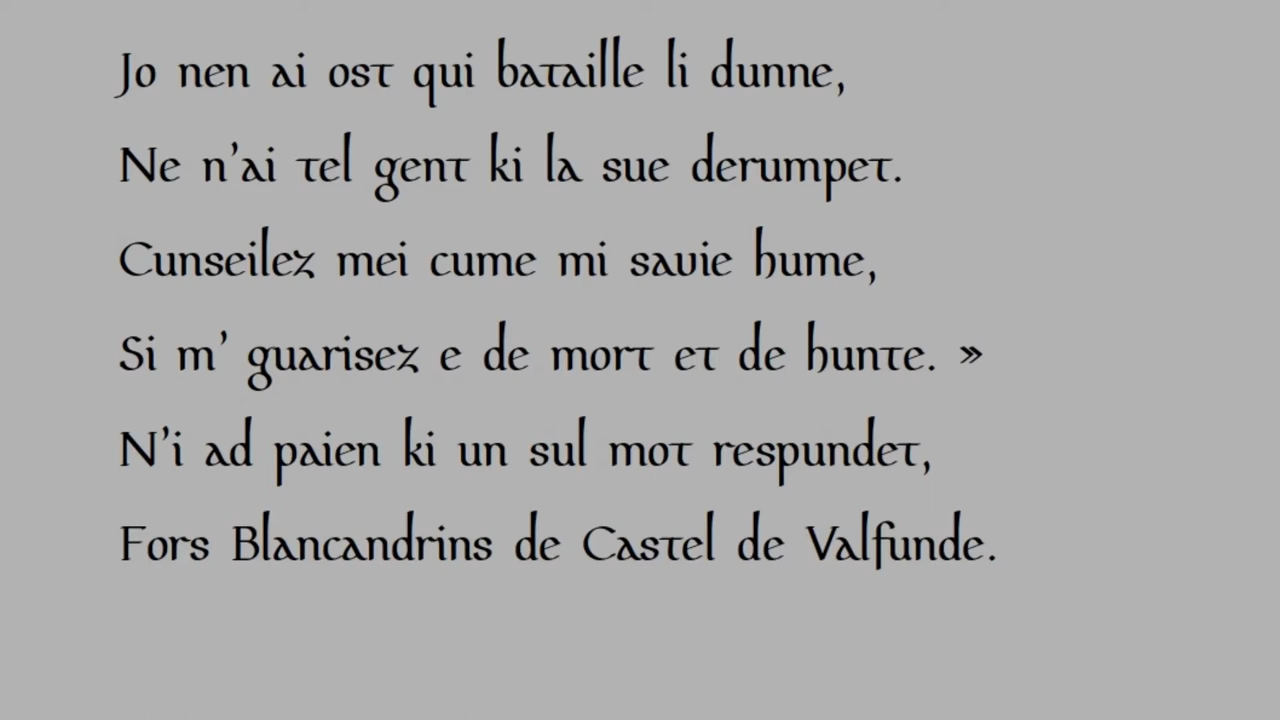 Jo nen ai ost qui bataille li dunne,
Ne n’ai tel gent ki la sue derumpet.
Cunseilez mei cume mi savie hume,
Si m’ guarisez e de mort et de hunte. »
N’i ad paien ki un sul mot respundet,
Fors Blancandrins de Castel de Valfunde.